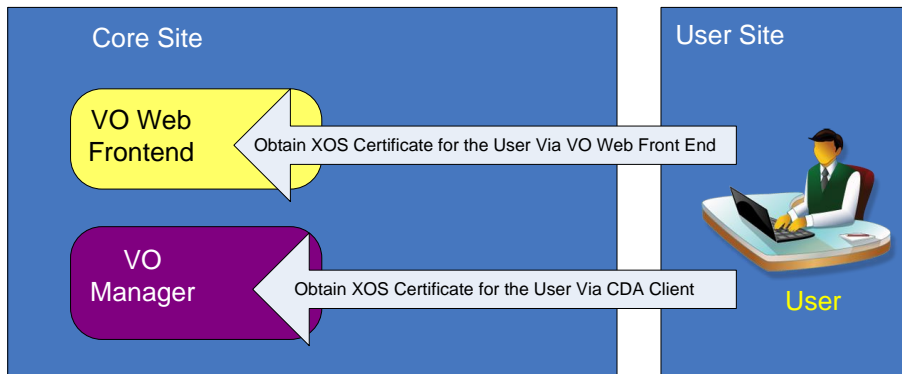 Core Site
User Site
VO Web
Frontend
Obtain XOS Certificate for the User Via VO Web Front End
VO
Manager
Obtain XOS Certificate for the User Via CDA Client
User